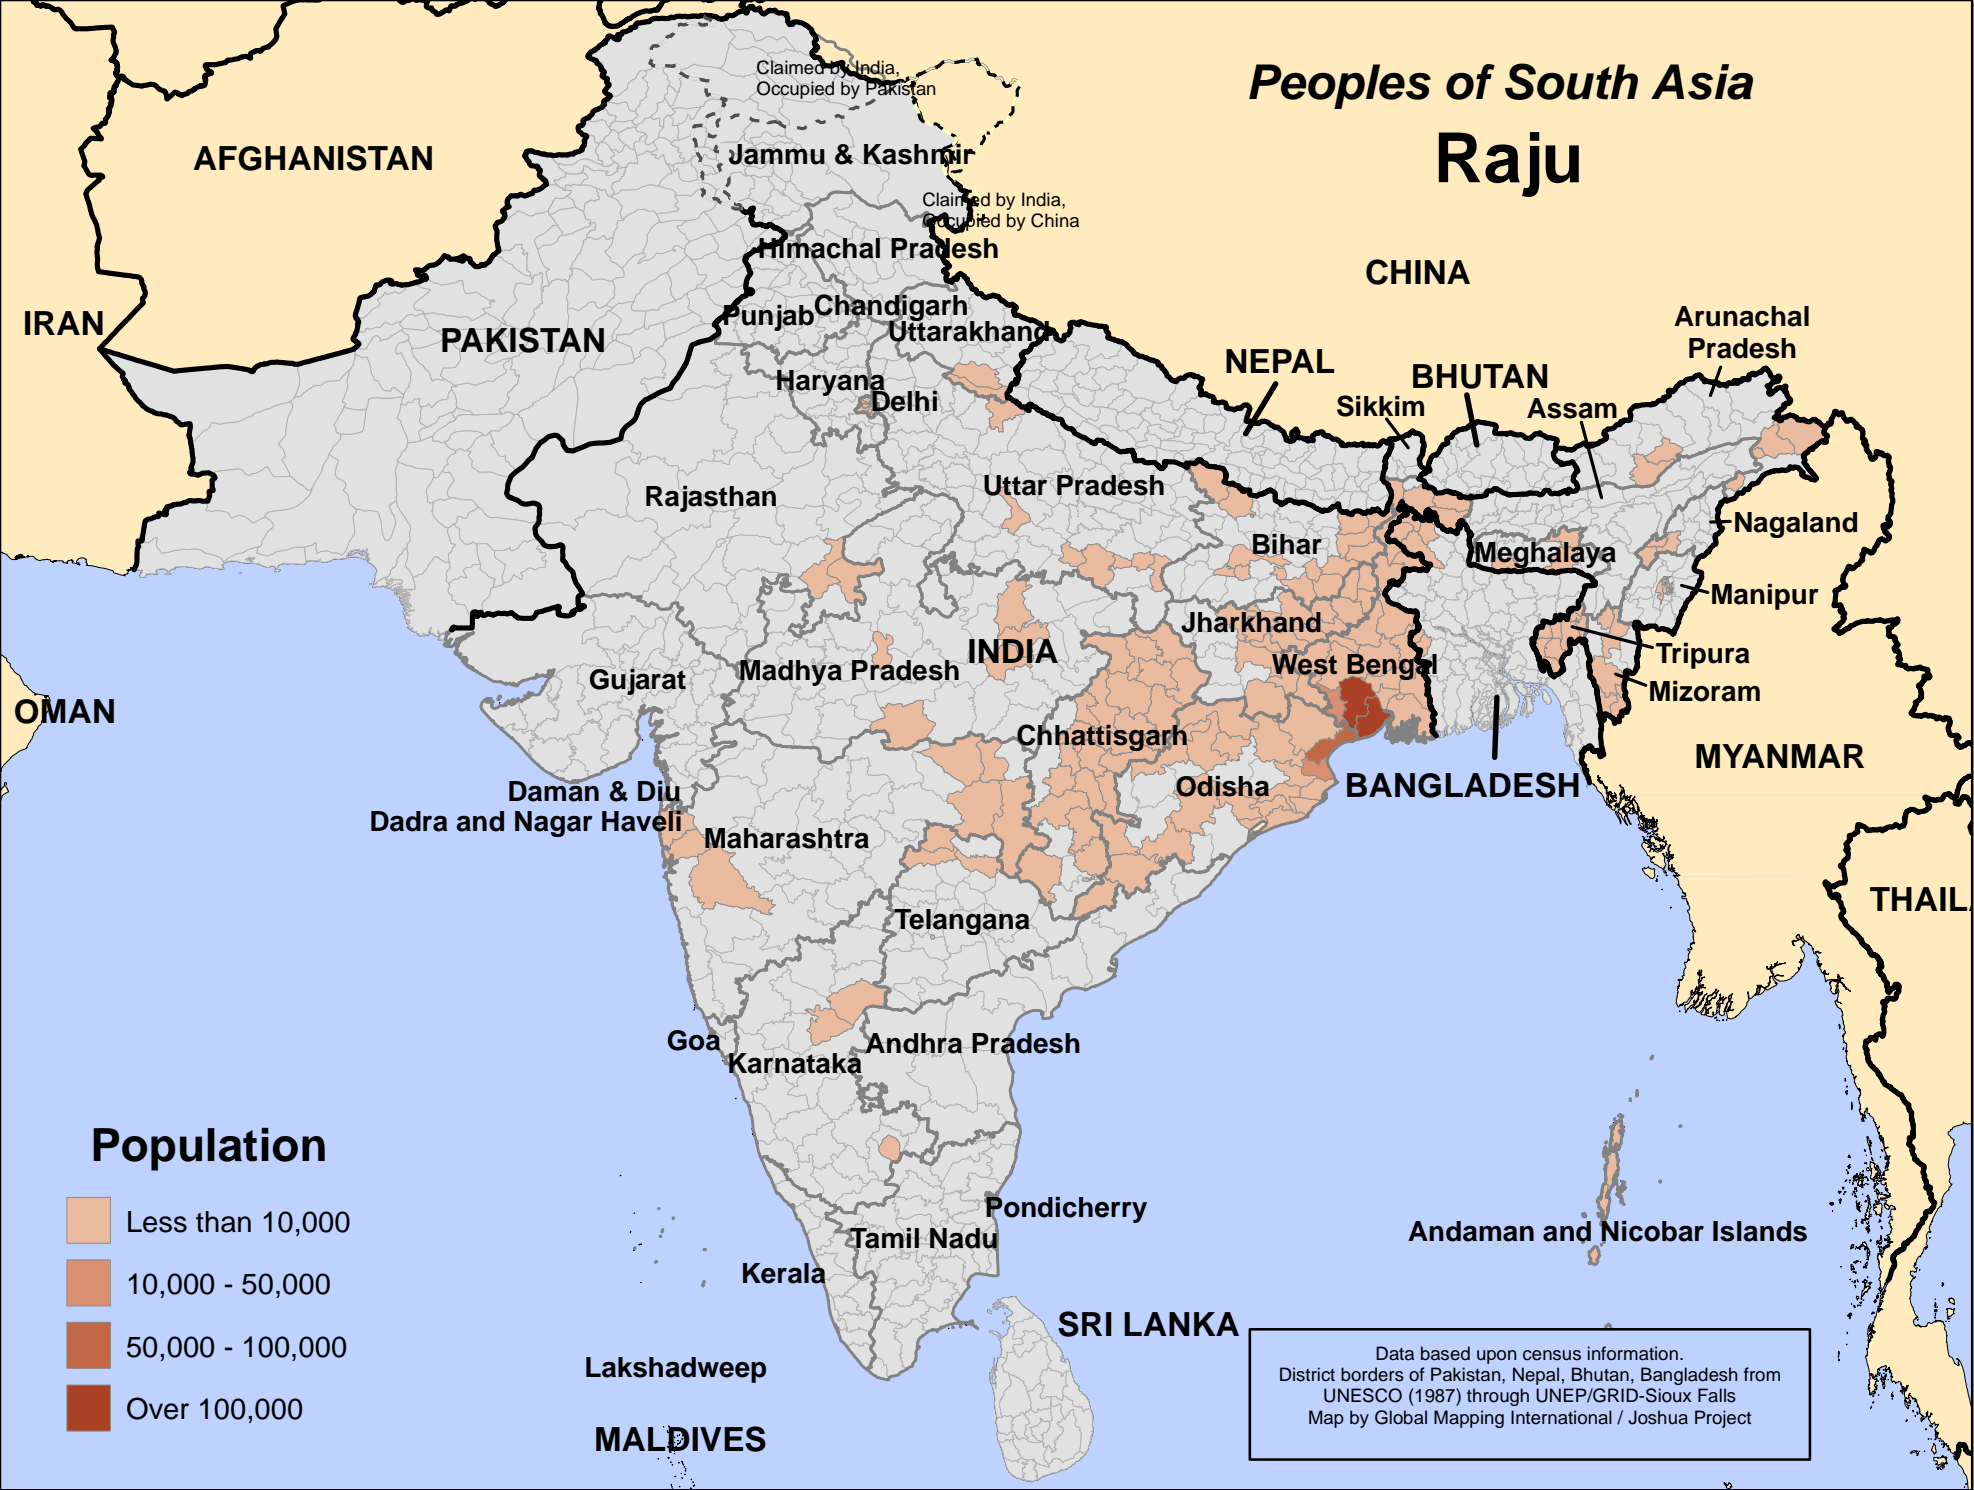 Peoples of South Asia
Raju
Claimed by India,
Occupied by Pakistan
AFGHANISTAN
Jammu & Kashmir
Claimed by India,
Occupied by China
Himachal Pradesh
CHINA
IRAN
PAKISTAN
Punjab
Chandigarh
Uttarakhand
Arunachal
Pradesh
NEPAL
BHUTAN
Haryana
Delhi
Sikkim
Assam
Rajasthan
Uttar Pradesh
Nagaland
Bihar
Meghalaya
Manipur
Jharkhand
INDIA
Tripura
Gujarat
Madhya Pradesh
West Bengal
Mizoram
OMAN
Chhattisgarh
MYANMAR
Odisha
BANGLADESH
Daman & Diu
Dadra and Nagar Haveli
Maharashtra
THAIL
Telangana
Goa
Andhra Pradesh
Karnataka
Pondicherry
Andaman and Nicobar Islands
Tamil Nadu
Kerala
SRI LANKA
Lakshadweep
MALDIVES
Population
Less than 10,000
10,000 - 50,000
50,000 - 100,000
Over 100,000
Data based upon census information.
District borders of Pakistan, Nepal, Bhutan, Bangladesh from
UNESCO (1987) through UNEP/GRID-Sioux Falls
Map by Global Mapping International / Joshua Project